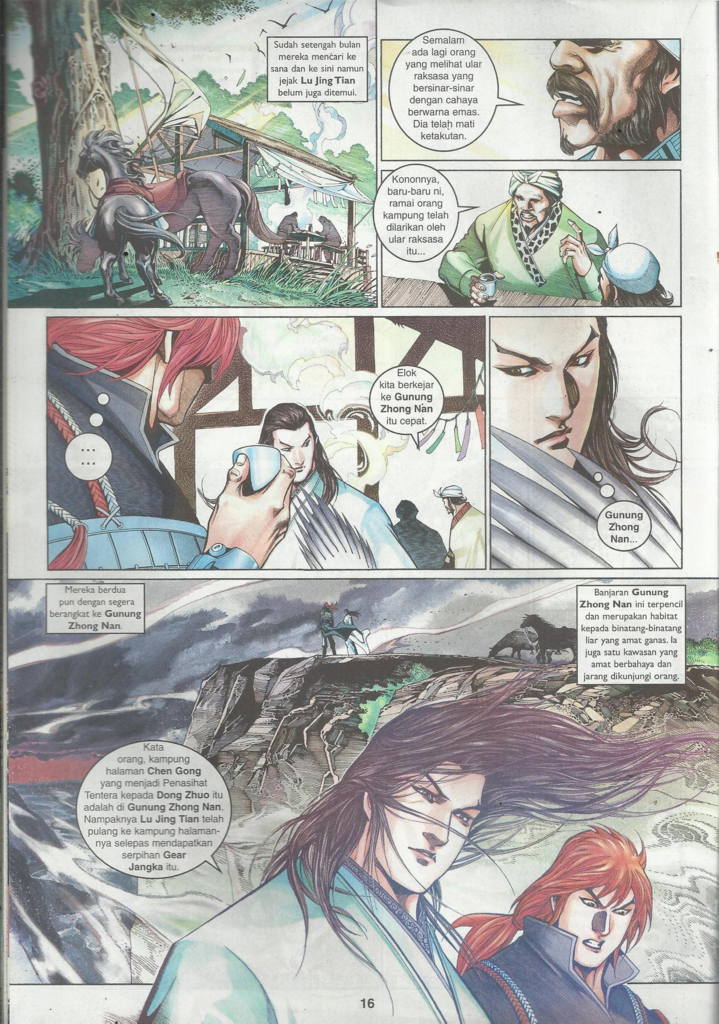 Sudah setengah bulan
mereka mencari ke
sana dan ke sini namun
jejak Lu Jing Tian
belum juga ditemui.
Semalam
ada lagi orang
yang melihat ular
raksasa yang
bersinar-sinar
dengan cahaya
berwarna emas.
Dia telah mati
ketakutan.
Kononnya,
baru-baru ni,
ramai orang
kampung telah
dilarikan oleh
ular raksasa
itu...
...
...
Elok
kita berkejar
ke Gunung
Zhong Nan
itu cepat.
Gunung
Zhong
Nan...
Mereka berdua
pun dengan segera
berangkat ke Gunung
Zhong Nan.
Banjaran Gunung
Zhong Nan ini terpencil
dan merupakan habitat
kepada binatang-binatang
liar yang amat ganas. Ia
juga satu kawasan yang
amat berbahaya dan
jarang dikunjungi orang.
Kata
orang, kampung
halaman Chen Gong
yang menjadi Penasihat
Tentera kepada Dong Zhuo itu
adalah di Gunung Zhong Nan.
Nampaknya Lu Jing Tian telah
pulang ke kampung halaman-
nya selepas mendapatkan
serpihan Gear
Jangka itu.
16